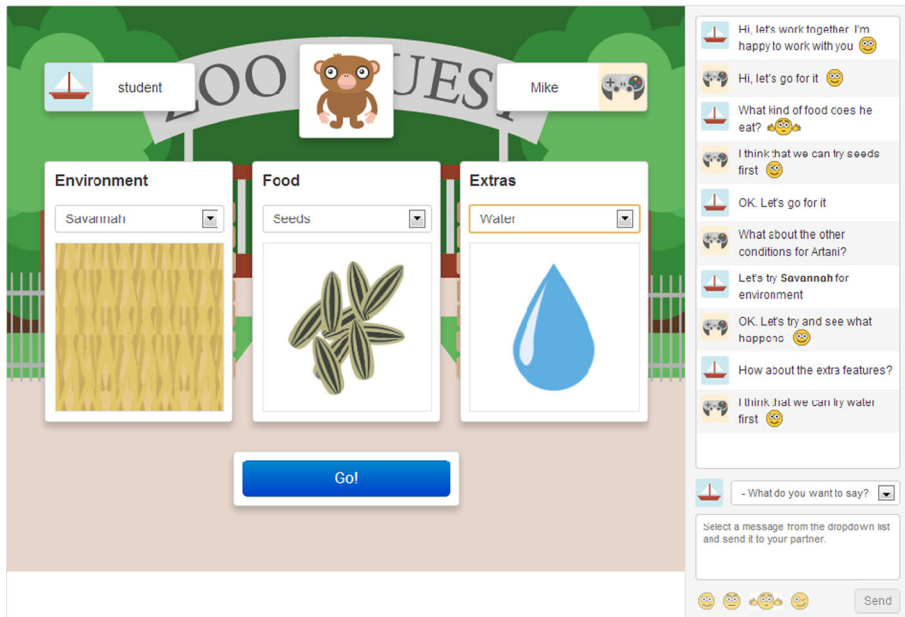 ZOO QUEST
student
Mike
Environment
Savannah
Food
Seeds
Extras
Water
Go!
Hi, let's work together. I'm
happy to work with you
Hi, let's go for it
What kind of food does he
eat?
I think that we can try seeds
first
OK. Let's go for it
What about the other
conditions for Artani?
Let's try Savannah for
environment
OK. Let's try and see what
happens
How about the extra features?
I think that we can try water
first
- What do you want to say?
Select a message from the dropdown list
and send it to your partner.
Send